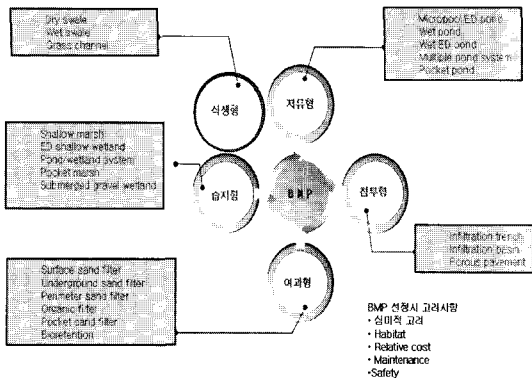 Dry swale
Wet swale
Grass channel
Micropool ED pond
Wet pond
Wet ED pond
Multiple pond system
Pocket pond
식생형
저류형
Shallow marsh
ED shallow wetland
Pond/wetland system
Pocket marsh
Submerged gravel wetland
습지형
BMP
침투형
Infiltration trench
Infiltration basin
Porous pavement
여과형
Surface sand filter
Underground sand filter
Perimeter sand filter
Organic filter
Pocket sand filter
Bioretention
BMP 선정시 고려사항
• 심미적 고려
• Habitat
• Relative cost
• Maintenance
•Safety